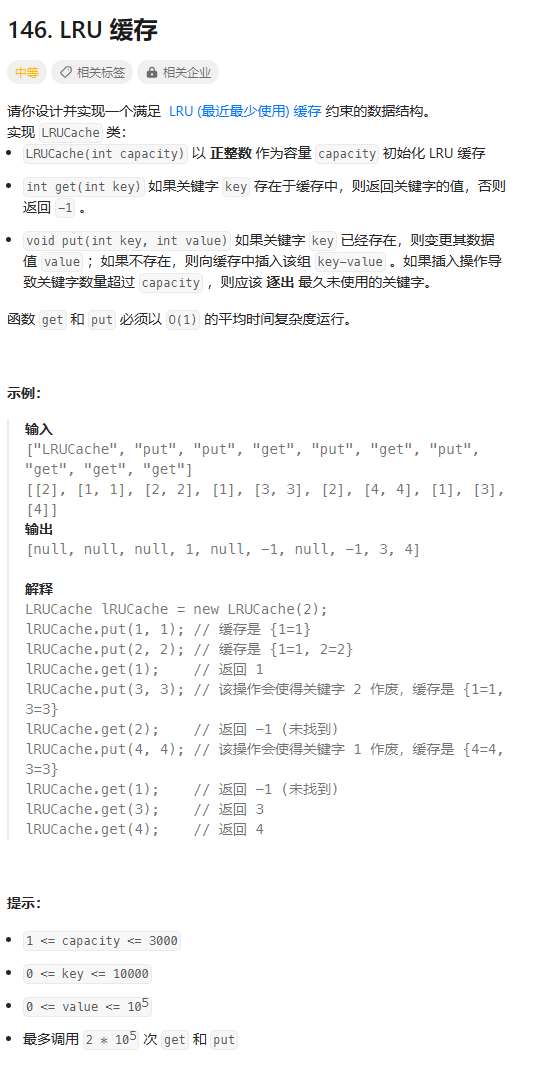 146. LRU 缓存
中等 相关标签 相关企业
请你设计并实现一个满足 LRU (最近最少使用) 缓存 约束的数据结构。
实现 LRUCache 类:
LRUCache(int capacity) 以 正整数 作为容量 capacity 初始化 LRU 缓存
int get(int key) 如果关键字 key 存在于缓存中,则返回关键字的值,否则
返回 -1 。
void put(int key, int value) 如果关键字 key 已经存在,则变更其数据
值 value ;如果不存在,则向缓存中插入该组 key-value 。如果插入操作导
致关键字数量超过 capacity ,则应该 逐出 最久未使用的关键字。
函数 get 和 put 必须以 O(1) 的平均时间复杂度运行。
示例:
输入
["LRUCache", "put", "put", "get", "put", "get", "put",
"get", "get", "get"]
[[2], [1, 1], [2, 2], [1], [3, 3], [2], [4, 4], [1], [3],
[4]]
输出
[null, null, null, 1, null, -1, null, -1, 3, 4]
解释
LRUCache lRUCache = new LRUCache(2);
lRUCache.put(1, 1); // 缓存是 {1=1}
lRUCache.put(2, 2); // 缓存是 {1=1, 2=2}
lRUCache.get(1);    // 返回 1
lRUCache.put(3, 3); // 该操作会使得关键字 2 作废,缓存是 {1=1,
3=3}
lRUCache.get(2);    // 返回 -1 (未找到)
lRUCache.put(4, 4); // 该操作会使得关键字 1 作废,缓存是 {4=4,
3=3}
lRUCache.get(1);    // 返回 -1 (未找到)
lRUCache.get(3);    // 返回 3
lRUCache.get(4);    // 返回 4
提示:
1 <= capacity <= 3000
0 <= key <= 10000
0 <= value <= 10⁵
最多调用 2 * 10⁵ 次 get 和 put